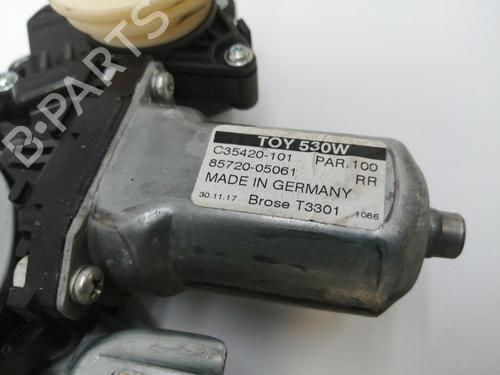 B-PARTS
TOY 530W
C35420-101 PAR.100
85720-05061 RR
MADE IN GERMANY
30.11.17 Brose T3301 1066